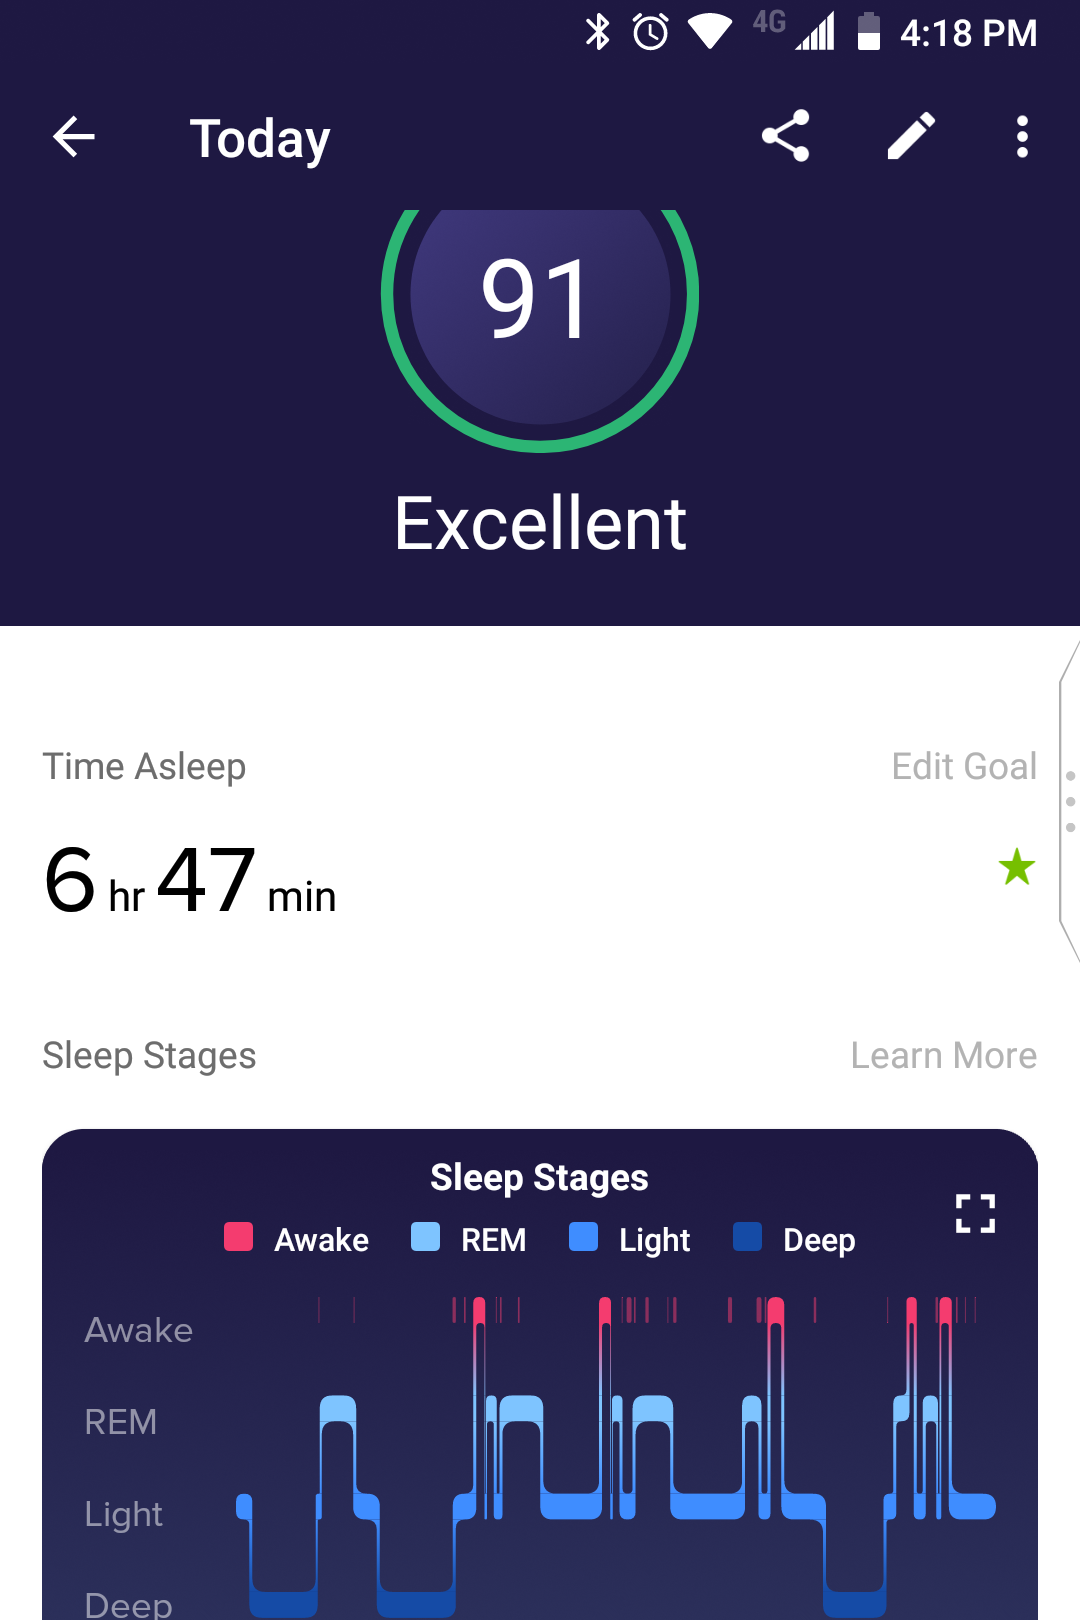 4G 4:18 PM
Today
91
Excellent
Time Asleep Edit Goal
6 hr 47 min
Sleep Stages Learn More
Sleep Stages
Awake REM Light Deep
Awake
REM
Light
Deep